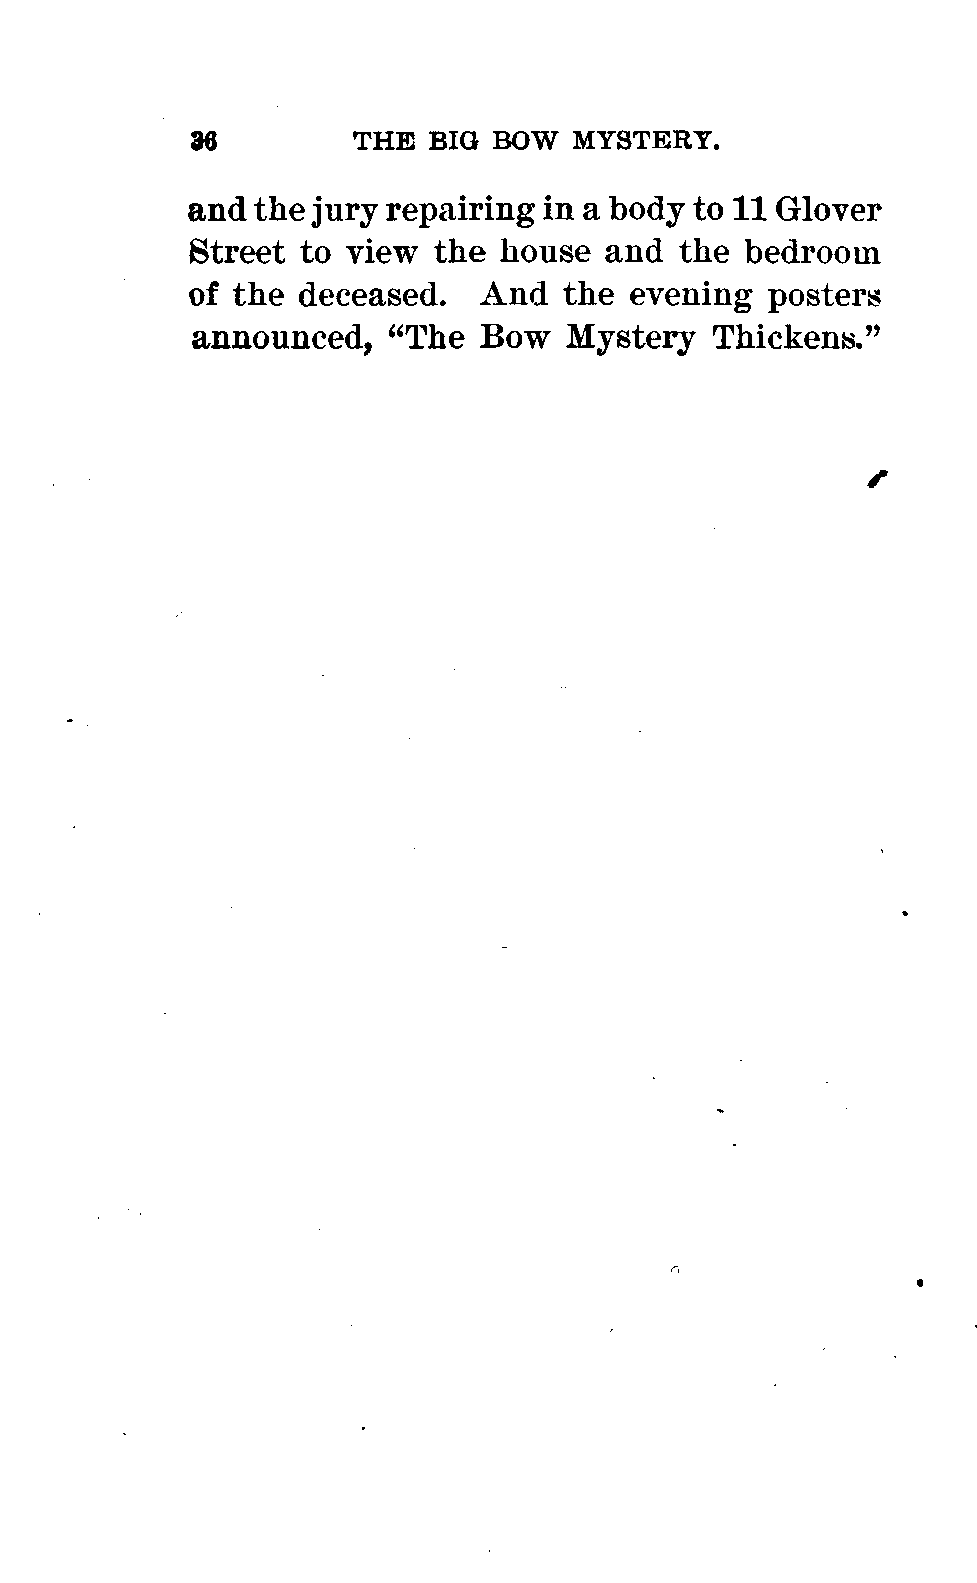 36 THE BIG BOW MYSTERY.
and the jury repairing in a body to 11 Glover
Street to view the house and the bedroom
of the deceased. And the evening posters
announced, “The Bow Mystery Thickens.”